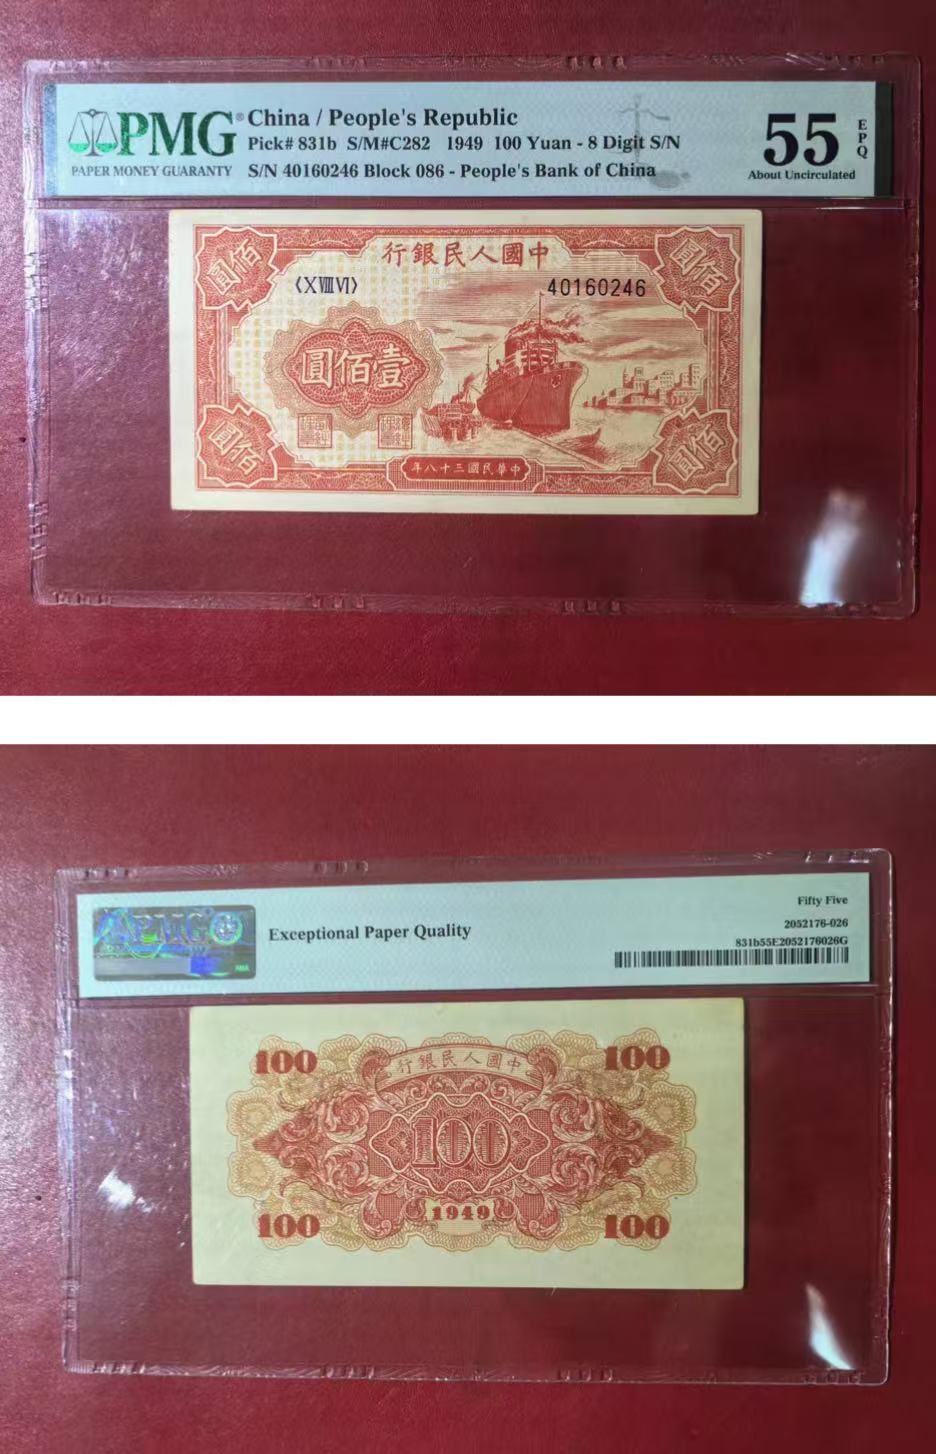 PMG
PAPER MONEY GUARANTY
China / People's Republic
Pick# 831b S/M#C282 1949 100 Yuan - 8 Digit S/N
S/N 40160246 Block 086 - People's Bank of China
55
EPQ
About Uncirculated
行銀民人國中
佰圓
佰圓
〈XⅧⅥ〉
40160246
圓佰壹
佰圓
佰圓
年八十三國民華中
PMG
Exceptional Paper Quality
Fifty Five
2052176-026
831b55E2052176026G
行銀民人國中
100
100
100
100
100
1949